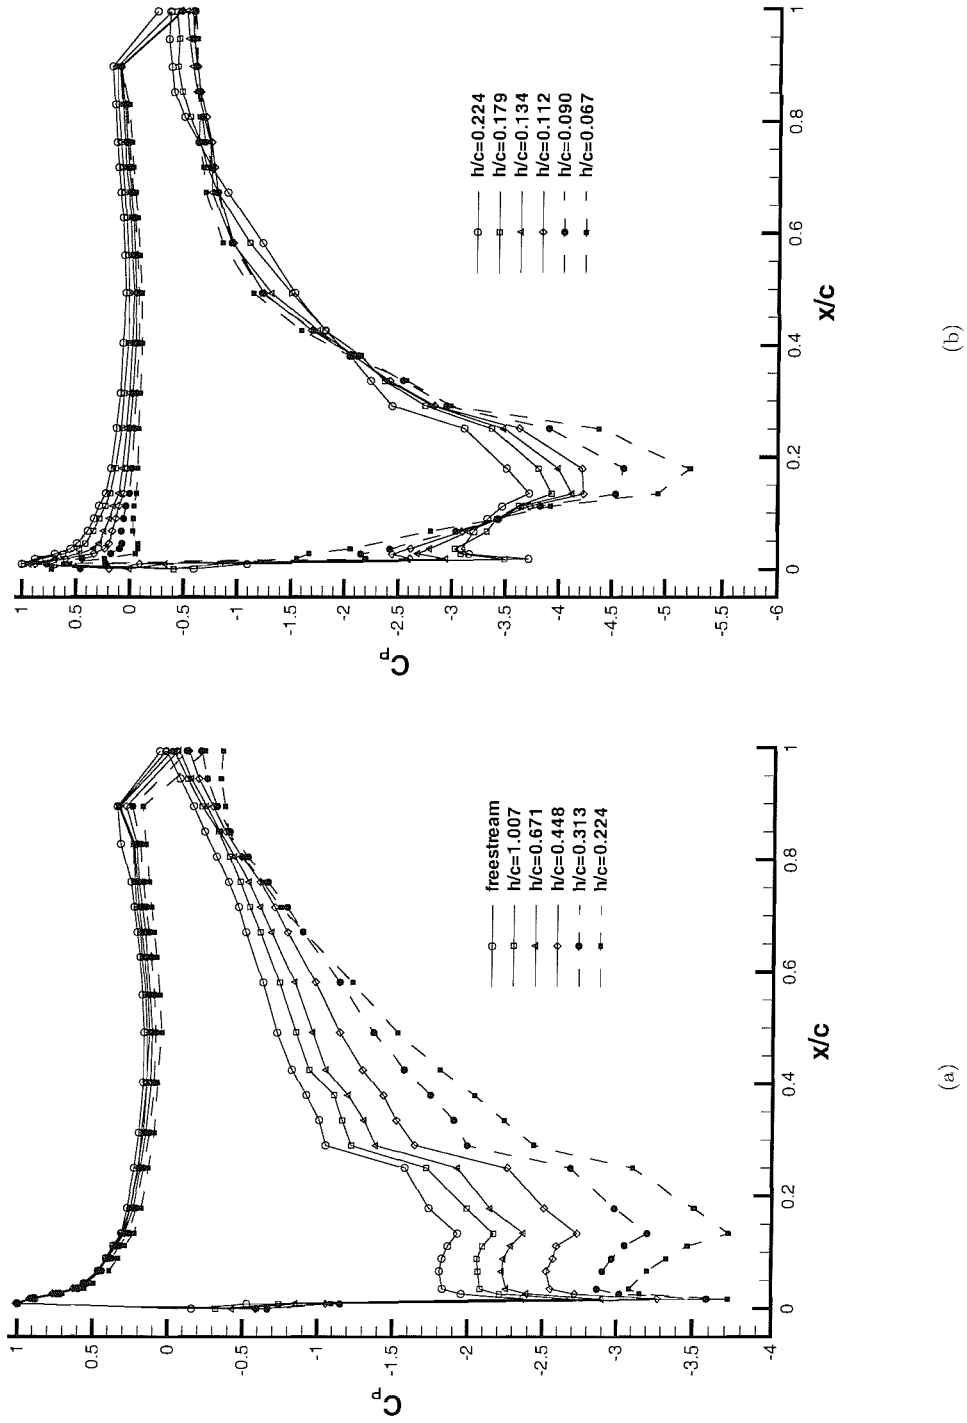 1
0.5
0
-0.5
-1
-1.5
-2
-2.5
-3
-3.5
-4
Cp
0
0.2
0.4
0.6
0.8
1
x/c
freestream
h/c=1.007
h/c=0.671
h/c=0.448
h/c=0.313
h/c=0.224
(a)
1
0.5
0
-0.5
-1
-1.5
-2
-2.5
-3
-3.5
-4
-4.5
-5
-5.5
-6
Cp
0
0.2
0.4
0.6
0.8
1
x/c
h/c=0.224
h/c=0.179
h/c=0.134
h/c=0.112
h/c=0.090
h/c=0.067
(b)